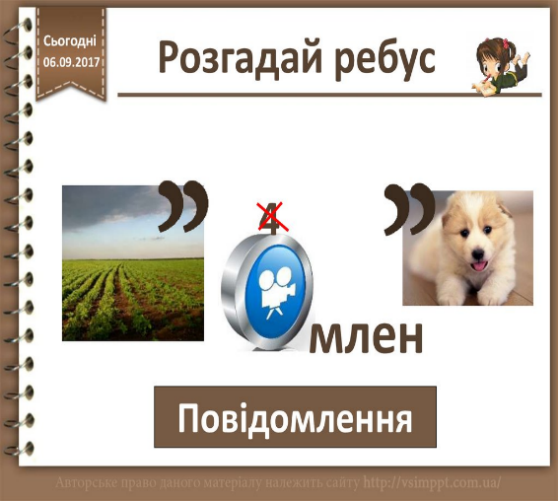 Сьогодні
06.09.2017
Розгадай ребус
”
4
”
млен
Повідомлення
Авторське право даного матеріалу належить сайту http://vsimppt.com.ua/